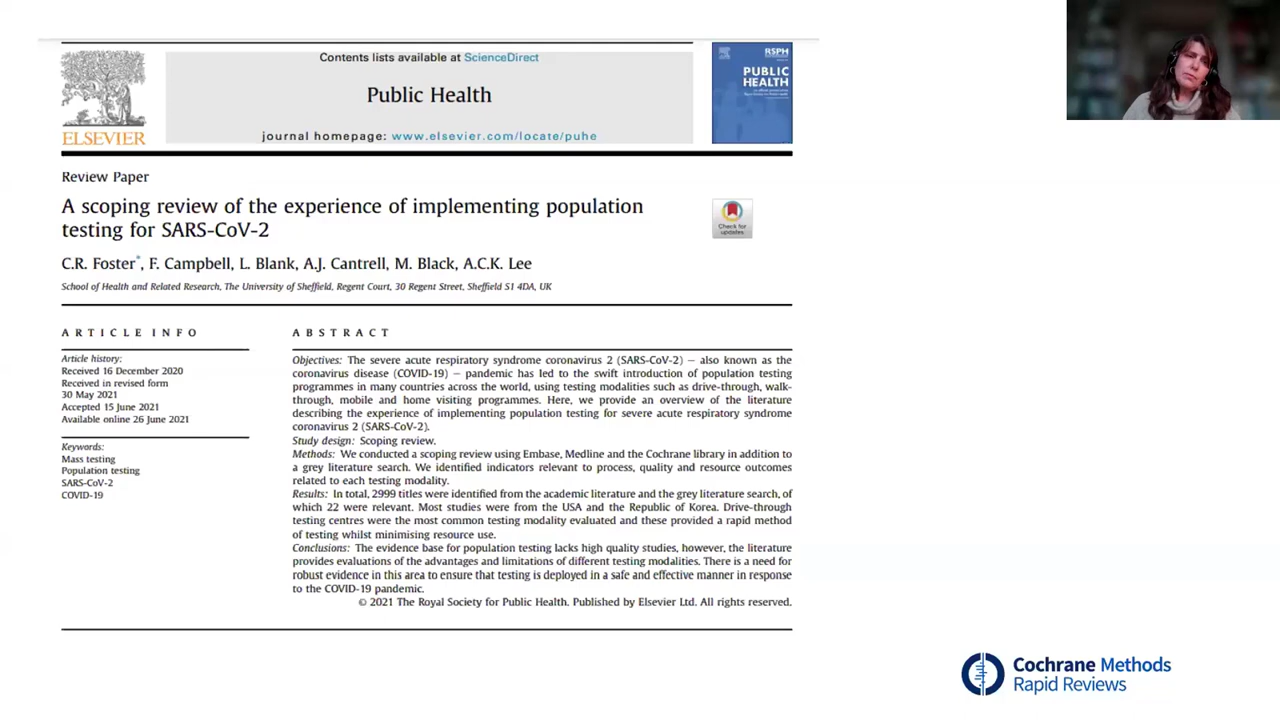 Contents lists available at ScienceDirect
Public Health
journal homepage: www.elsevier.com/locate/puhe
ELSEVIER
RSPH
PUBLIC
HEALTH
Review Paper
A scoping review of the experience of implementing population
testing for SARS-CoV-2
Check for
updates
C.R. Foster*, F. Campbell, L. Blank, A.J. Cantrell, M. Black, A.C.K. Lee
School of Health and Related Research, The University of Sheffield, Regent Court, 30 Regent Street, Sheffield S1 4DA, UK
ARTICLE INFO
Article history:
Received 16 December 2020
Received in revised form
30 May 2021
Accepted 15 June 2021
Available online 26 June 2021
Keywords:
Mass testing
Population testing
SARS-CoV-2
COVID-19
ABSTRACT
Objectives: The severe acute respiratory syndrome coronavirus 2 (SARS-CoV-2) — also known as the
coronavirus disease (COVID-19) — pandemic has led to the swift introduction of population testing
programmes in many countries across the world, using testing modalities such as drive-through, walk-
through, mobile and home visiting programmes. Here, we provide an overview of the literature
describing the experience of implementing population testing for severe acute respiratory syndrome
coronavirus 2 (SARS-CoV-2).
Study design: Scoping review.
Methods: We conducted a scoping review using Embase, Medline and the Cochrane library in addition to
a grey literature search. We identified indicators relevant to process, quality and resource outcomes
related to each testing modality.
Results: In total, 2999 titles were identified from the academic literature and the grey literature search, of
which 22 were relevant. Most studies were from the USA and the Republic of Korea. Drive-through
testing centres were the most common testing modality evaluated and these provided a rapid method
of testing whilst minimising resource use.
Conclusions: The evidence base for population testing lacks high quality studies, however, the literature
provides evaluations of the advantages and limitations of different testing modalities. There is a need for
robust evidence in this area to ensure that testing is deployed in a safe and effective manner in response
to the COVID-19 pandemic.
© 2021 The Royal Society for Public Health. Published by Elsevier Ltd. All rights reserved.
Cochrane Methods
Rapid Reviews